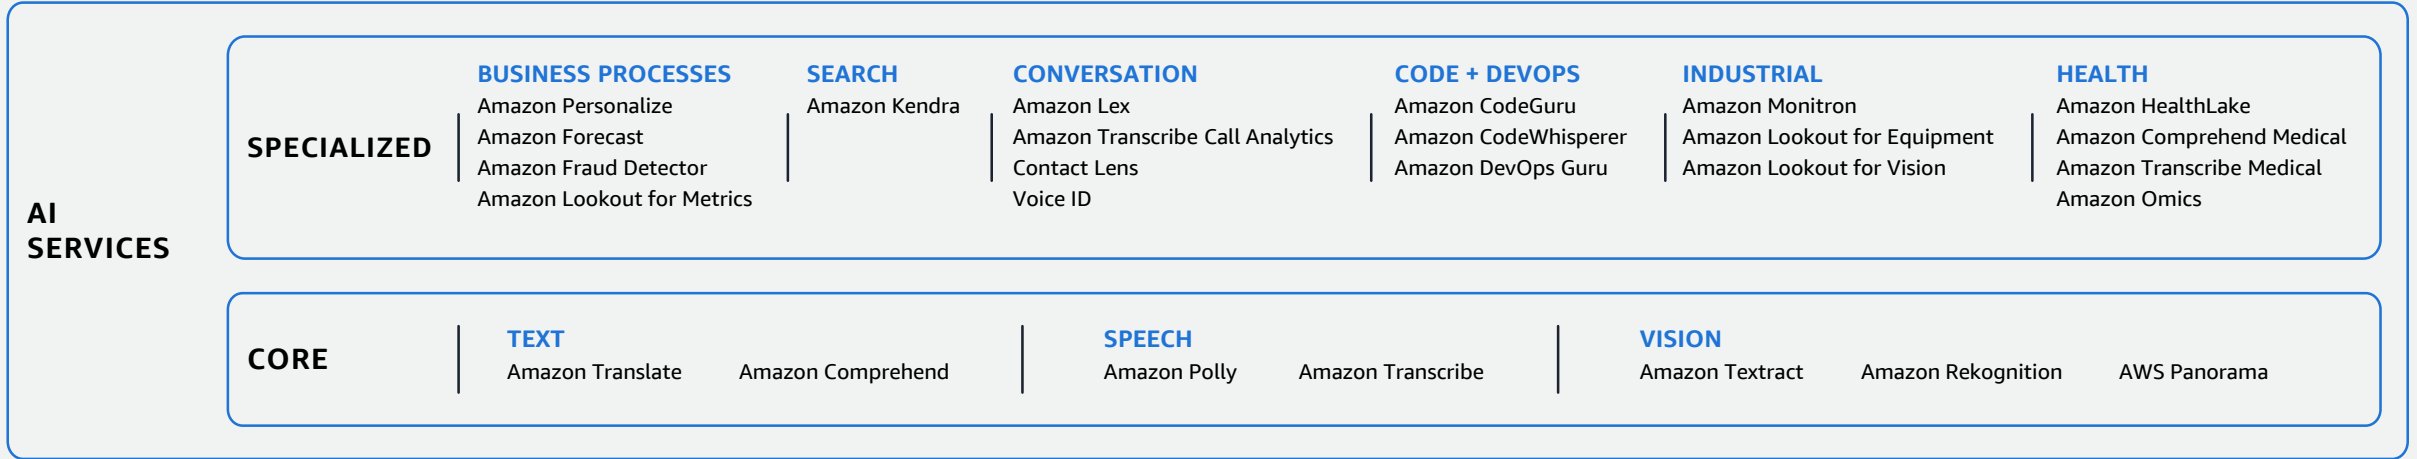 AI
SERVICES
SPECIALIZED
BUSINESS PROCESSES
Amazon Personalize
Amazon Forecast
Amazon Fraud Detector
Amazon Lookout for Metrics
SEARCH
Amazon Kendra
CONVERSATION
Amazon Lex
Amazon Transcribe Call Analytics
Contact Lens
Voice ID
CODE + DEVOPS
Amazon CodeGuru
Amazon CodeWhisperer
Amazon DevOps Guru
INDUSTRIAL
Amazon Monitron
Amazon Lookout for Equipment
Amazon Lookout for Vision
HEALTH
Amazon HealthLake
Amazon Comprehend Medical
Amazon Transcribe Medical
Amazon Omics
CORE
TEXT
Amazon Translate
Amazon Comprehend
SPEECH
Amazon Polly
Amazon Transcribe
VISION
Amazon Textract
Amazon Rekognition
AWS Panorama